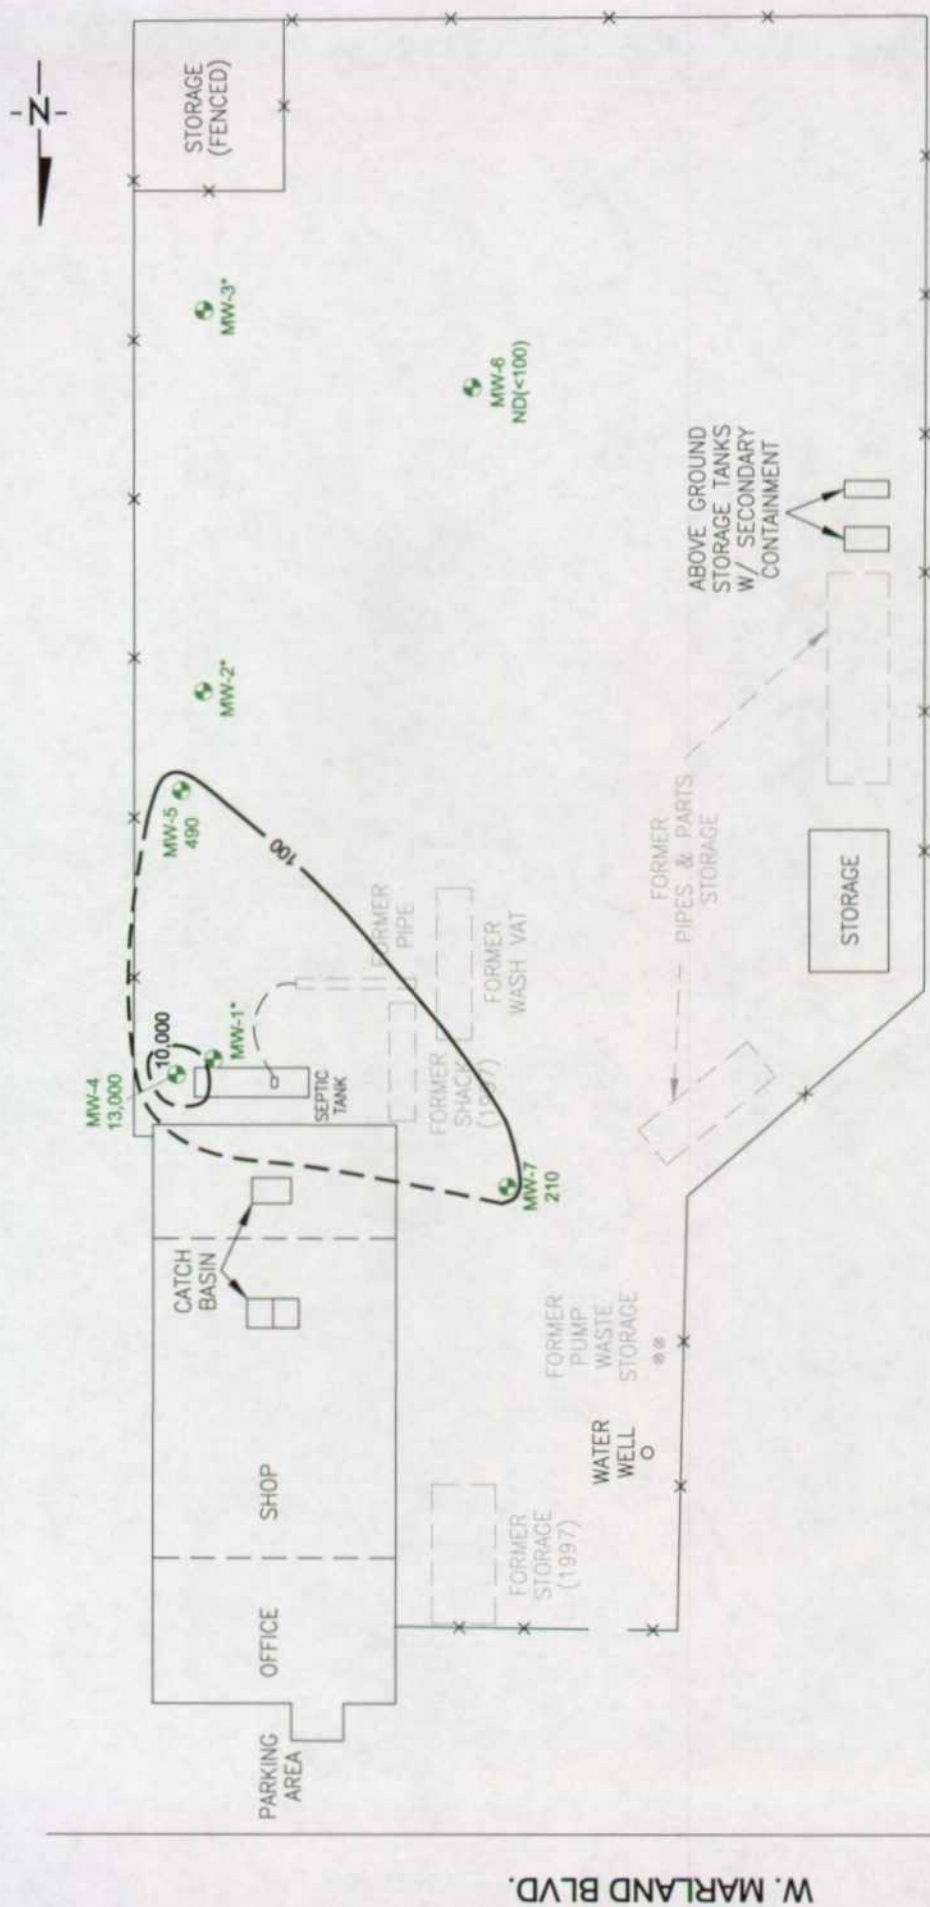 N
STORAGE
(FENCED)
MW-3*
MW-6
ND(<100)
ABOVE GROUND
STORAGE TANKS
W/ SECONDARY
CONTAINMENT
MW-2*
MW-5
490
100
FORMER
PIPES & PARTS
STORAGE
STORAGE
FORMER
PIPE
FORMER
WASH VAT
MW-4
13,000
10,000
MW-1*
SEPTIC
TANK
FORMER
SHACK
(1997)
MW-7
210
CATCH
BASIN
FORMER
PUMP
WASTE
STORAGE
WATER
WELL
SHOP
FORMER
STORAGE
(1997)
OFFICE
PARKING
AREA
W. MARLAND BLVD.